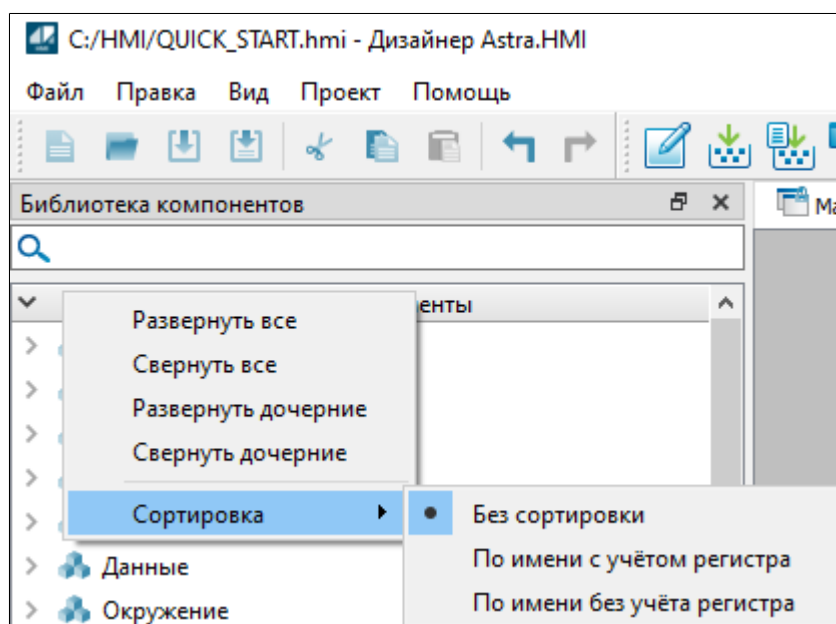 C:/HMI/QUICK_START.hmi - Дизайнер Astra.HMI
Файл Правка Вид Проект Помощь
Библиотека компонентов
Развернуть все
Свернуть все
Развернуть дочерние
Свернуть дочерние
Сортировка
Без сортировки
По имени с учётом регистра
По имени без учёта регистра
Данные
Окружение